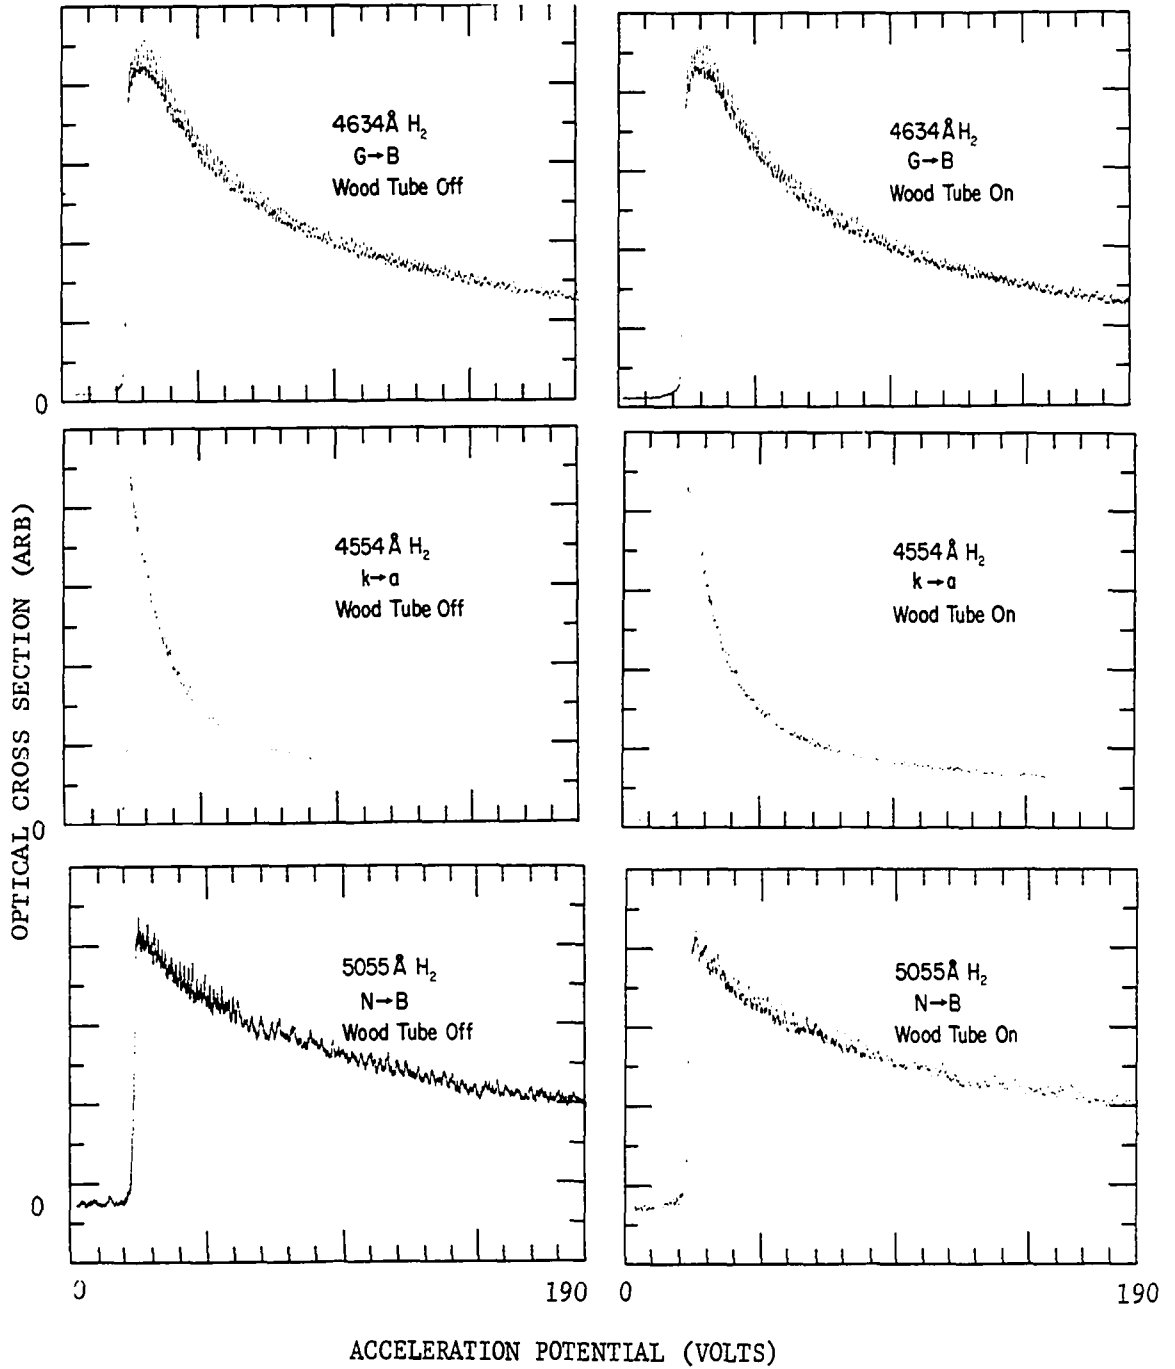 4634Å H₂
G→B
Wood Tube Off
4634Å H₂
G→B
Wood Tube On
0
4554Å H₂
k→a
Wood Tube Off
4554Å H₂
k→a
Wood Tube On
0
5055Å H₂
N→B
Wood Tube Off
5055Å H₂
N→B
Wood Tube On
0
0 190
0 190
OPTICAL CROSS SECTION (ARB)
ACCELERATION POTENTIAL (VOLTS)